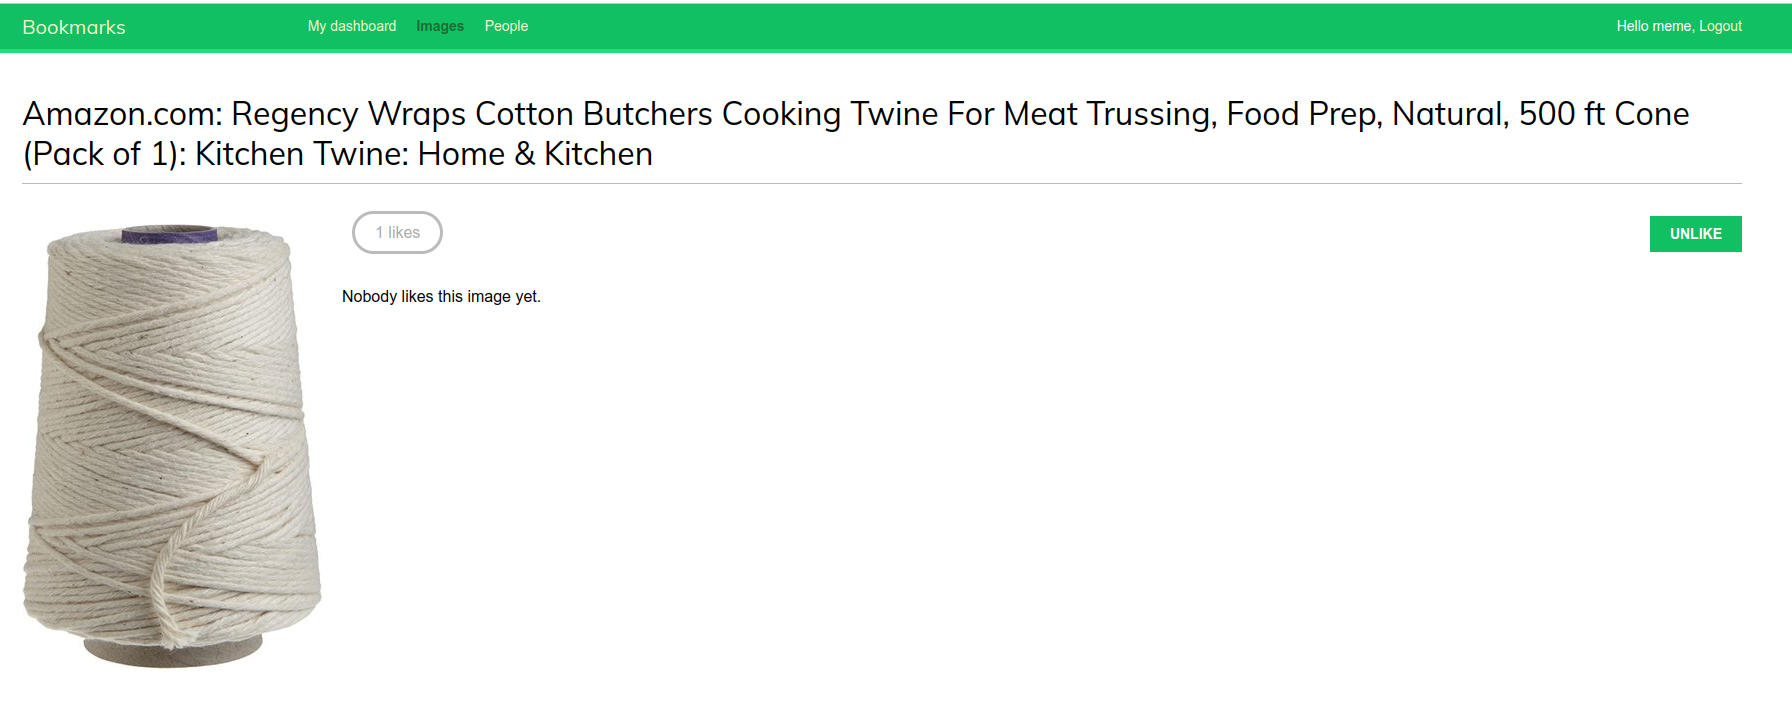 Bookmarks My dashboard Images People Hello meme, Logout
Amazon.com: Regency Wraps Cotton Butchers Cooking Twine For Meat Trussing, Food Prep, Natural, 500 ft Cone
(Pack of 1): Kitchen Twine: Home & Kitchen
1 likes
UNLIKE
Nobody likes this image yet.